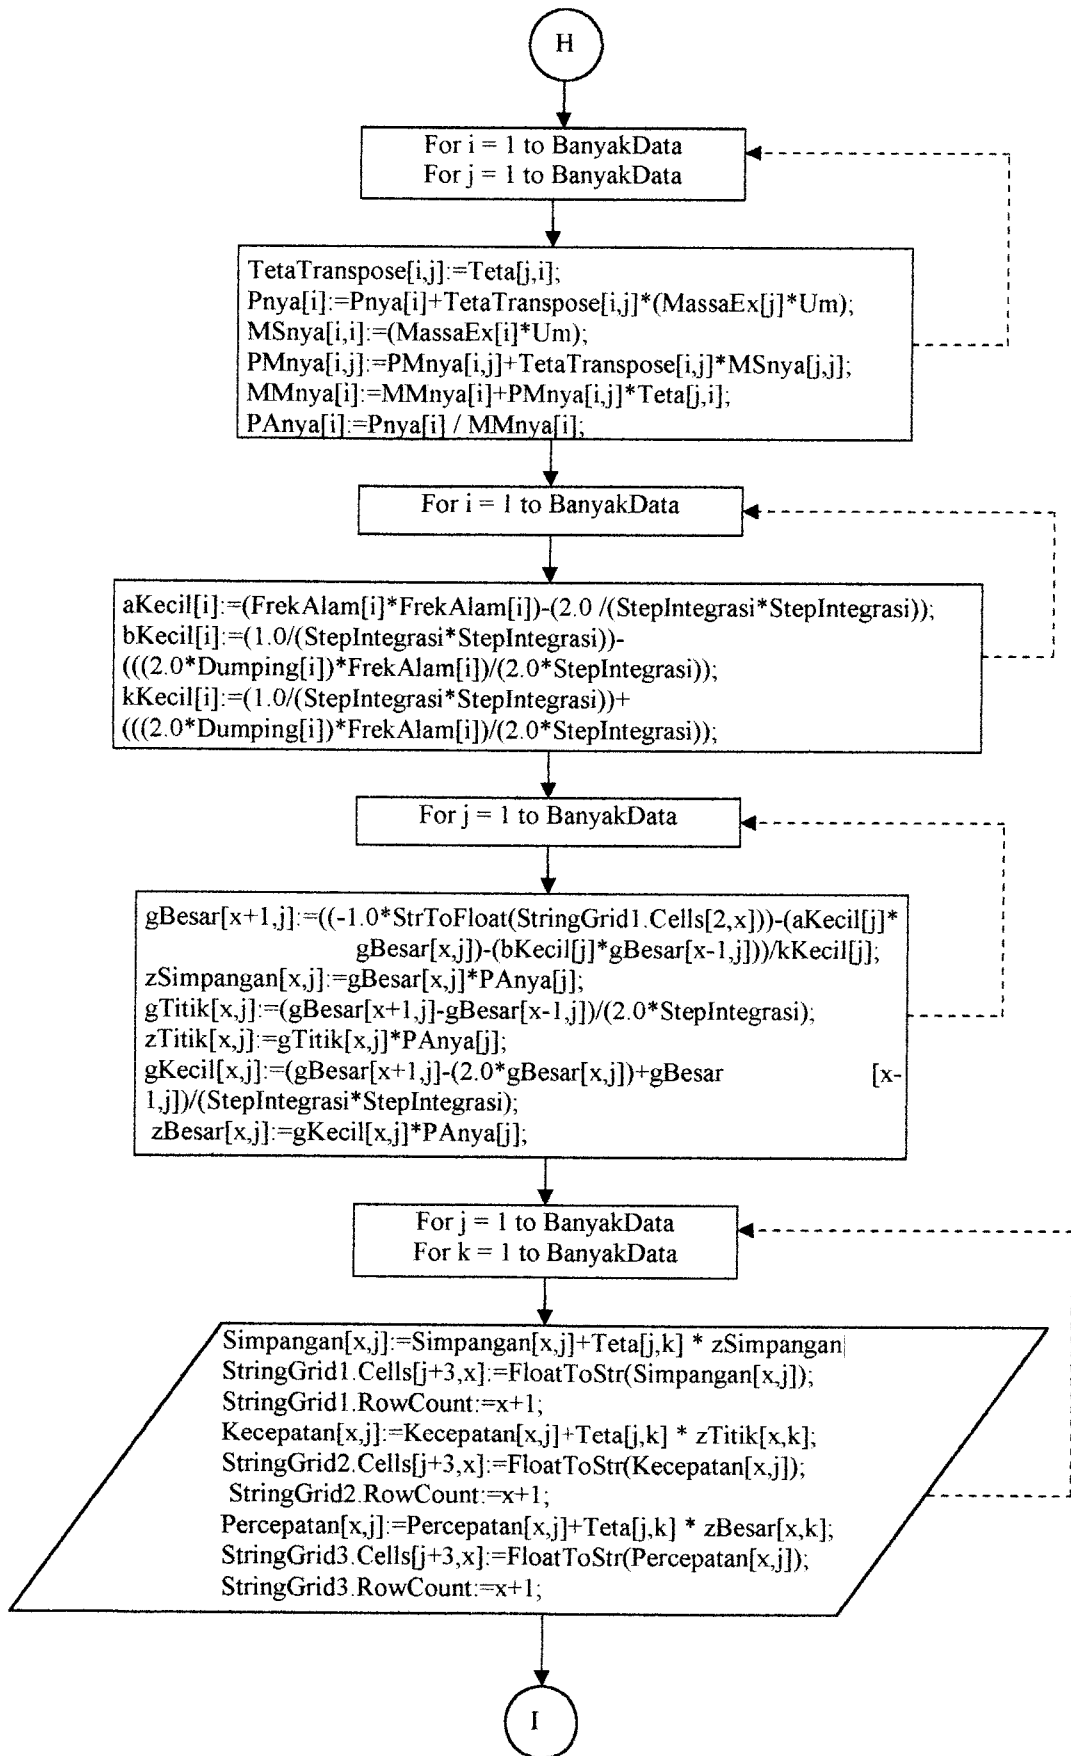 H
For i = 1 to BanyakData
For j = 1 to BanyakData
TetaTranspose[i,j]:=Teta[j,i];
Pnya[i]:=Pnya[i]+TetaTranspose[i,j]*(MassaEx[j]*Um);
MSnya[i,i]:=(MassaEx[i]*Um);
PMnya[i,j]:=PMnya[i,j]+TetaTranspose[i,j]*MSnya[j,j];
MMnya[i]:=MMnya[i]+PMnya[i,j]*Teta[j,i];
PAnya[i]:=Pnya[i] / MMnya[i];
For i = 1 to BanyakData
aKecil[i]:=(FrekAlam[i]*FrekAlam[i])-(2.0 /(StepIntegrasi*StepIntegrasi));
bKecil[i]:=(1.0/(StepIntegrasi*StepIntegrasi))-
(((2.0*Dumping[i])*FrekAlam[i])/(2.0*StepIntegrasi));
kKecil[i]:=(1.0/(StepIntegrasi*StepIntegrasi))+
(((2.0*Dumping[i])*FrekAlam[i])/(2.0*StepIntegrasi));
For j = 1 to BanyakData
gBesar[x+1,j]:=((-1.0*StrToFloat(StringGrid1.Cells[2,x]))-(aKecil[j]*
gBesar[x,j])-(bKecil[j]*gBesar[x-1,j]))/kKecil[j];
zSimpangan[x,j]:=gBesar[x,j]*PAnya[j];
gTitik[x,j]:=(gBesar[x+1,j]-gBesar[x-1,j])/(2.0*StepIntegrasi);
zTitik[x,j]:=gTitik[x,j]*PAnya[j];
gKecil[x,j]:=(gBesar[x+1,j]-(2.0*gBesar[x,j])+gBesar [x-
1,j])/(StepIntegrasi*StepIntegrasi);
zBesar[x,j]:=gKecil[x,j]*PAnya[j];
For j = 1 to BanyakData
For k = 1 to BanyakData
Simpangan[x,j]:=Simpangan[x,j]+Teta[j,k] * zSimpangan
StringGrid1.Cells[j+3,x]:=FloatToStr(Simpangan[x,j]);
StringGrid1.RowCount:=x+1;
Kecepatan[x,j]:=Kecepatan[x,j]+Teta[j,k] * zTitik[x,k];
StringGrid2.Cells[j+3,x]:=FloatToStr(Kecepatan[x,j]);
StringGrid2.RowCount:=x+1;
Percepatan[x,j]:=Percepatan[x,j]+Teta[j,k] * zBesar[x,k];
StringGrid3.Cells[j+3,x]:=FloatToStr(Percepatan[x,j]);
StringGrid3.RowCount:=x+1;
I